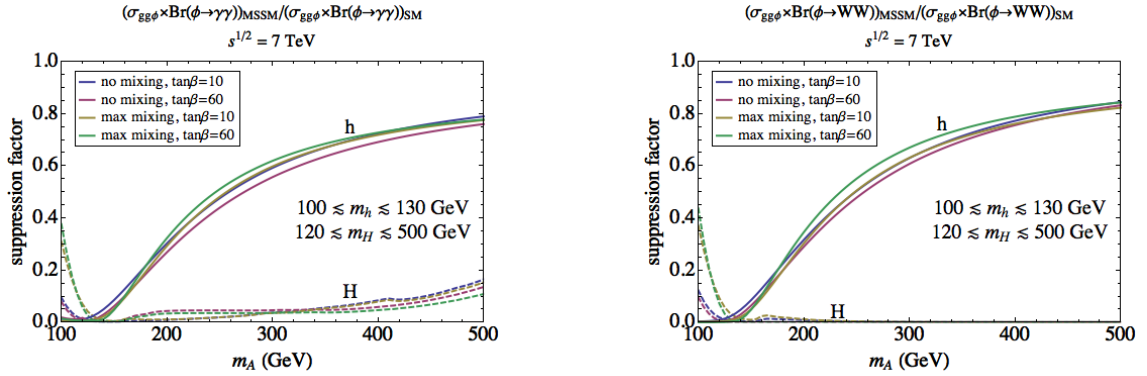 (σggϕ×Br(ϕ→γγ))MSSM/(σggϕ×Br(ϕ→γγ))SM
s^1/2 = 7 TeV
suppression factor
1.0
0.8
0.6
0.4
0.2
0.0
no mixing, tanβ=10
no mixing, tanβ=60
max mixing, tanβ=10
max mixing, tanβ=60
h
100 ≲ mh ≲ 130 GeV
120 ≲ mH ≲ 500 GeV
H
100
200
300
400
500
mA (GeV)
(σggϕ×Br(ϕ→WW))MSSM/(σggϕ×Br(ϕ→WW))SM
s^1/2 = 7 TeV
suppression factor
1.0
0.8
0.6
0.4
0.2
0.0
no mixing, tanβ=10
no mixing, tanβ=60
max mixing, tanβ=10
max mixing, tanβ=60
h
100 ≲ mh ≲ 130 GeV
120 ≲ mH ≲ 500 GeV
H
100
200
300
400
500
mA (GeV)